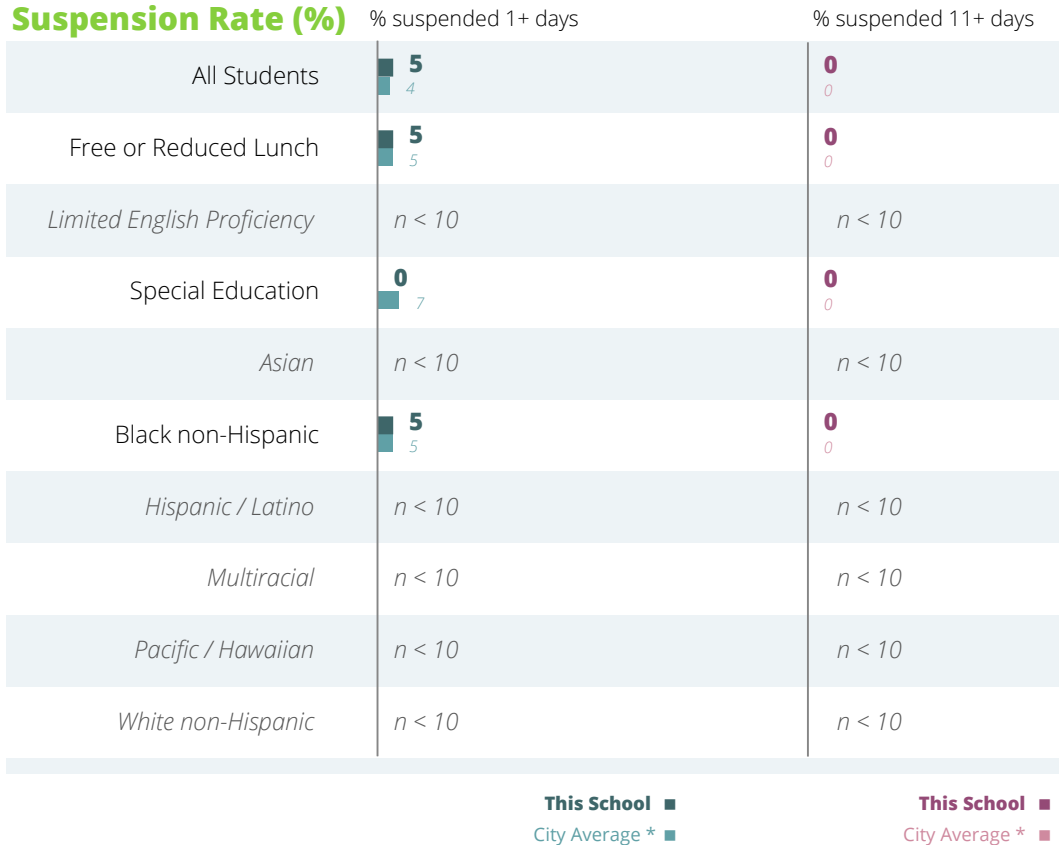 Suspension Rate (%) % suspended 1+ days % suspended 11+ days
All Students 5 0
4 0
Free or Reduced Lunch 5 0
5 0
Limited English Proficiency n < 10 n < 10
Special Education 0 0
7 0
Asian n < 10 n < 10
Black non-Hispanic 5 0
5 0
Hispanic / Latino n < 10 n < 10
Multiracial n < 10 n < 10
Pacific / Hawaiian n < 10 n < 10
White non-Hispanic n < 10 n < 10
This School This School
City Average * City Average *